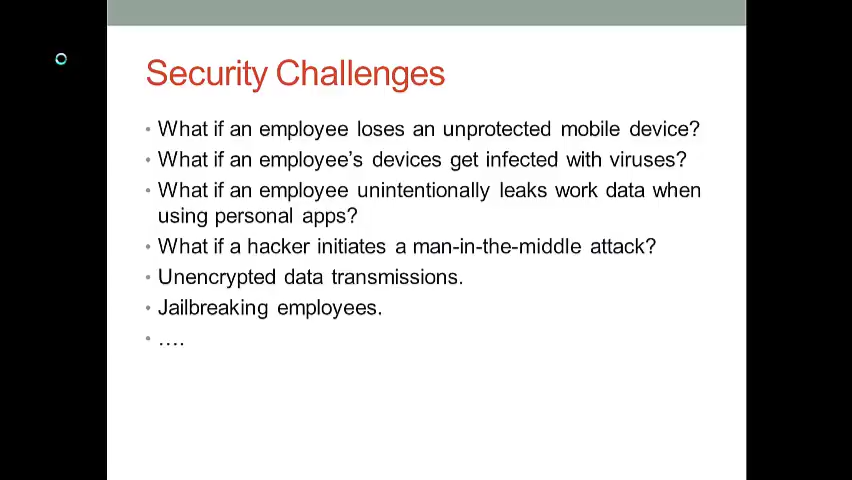 Security Challenges
• What if an employee loses an unprotected mobile device?
• What if an employee’s devices get infected with viruses?
• What if an employee unintentionally leaks work data when
using personal apps?
• What if a hacker initiates a man-in-the-middle attack?
• Unencrypted data transmissions.
• Jailbreaking employees.
• ….